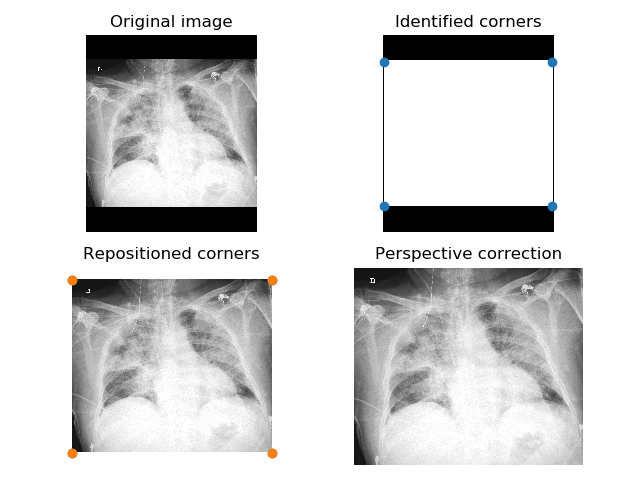 Original image
Identified corners
Repositioned corners
Perspective correction